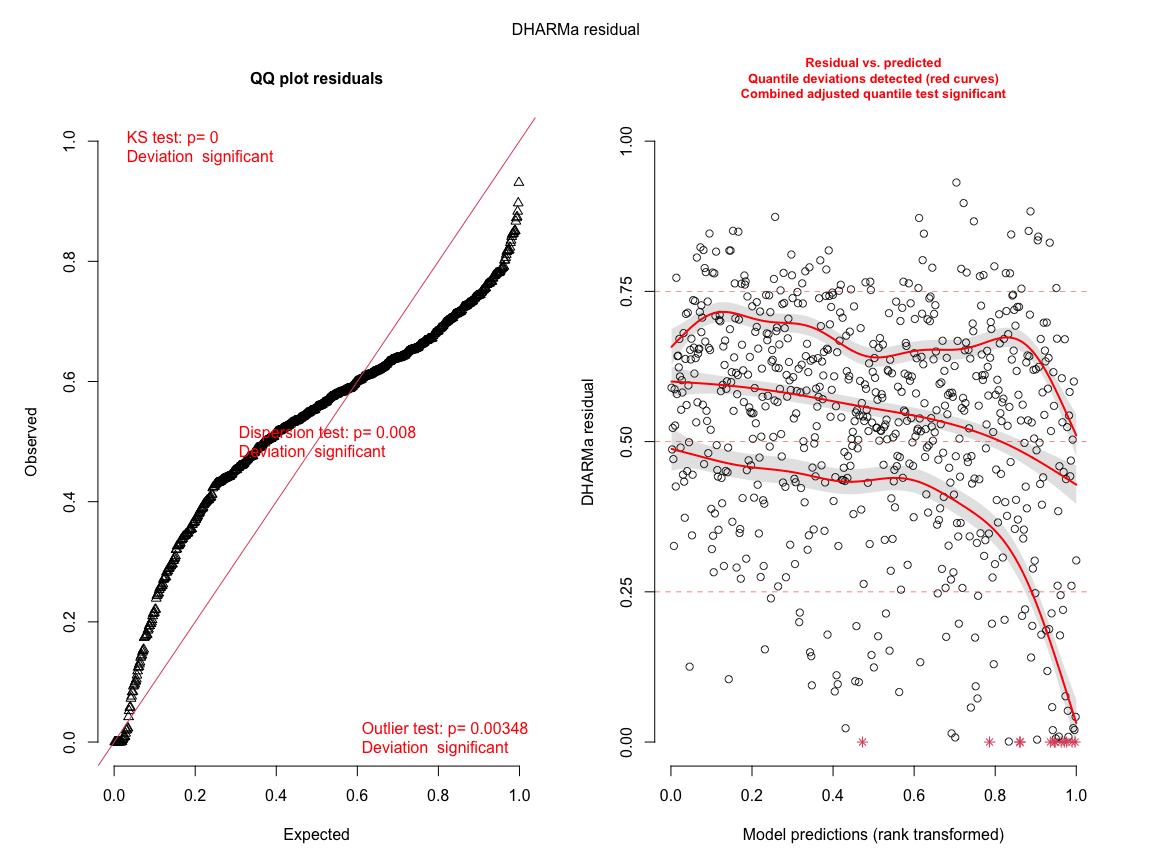 DHARMa residual
QQ plot residuals
KS test: p= 0
Deviation  significant
Dispersion test: p= 0.008
Deviation  significant
Outlier test: p= 0.00348
Deviation  significant
Observed
0.0
0.2
0.4
0.6
0.8
1.0
0.0 0.2 0.4 0.6 0.8 1.0
Expected
Residual vs. predicted
Quantile deviations detected (red curves)
Combined adjusted quantile test significant
DHARMa residual
0.00
0.25
0.50
0.75
1.00
0.0 0.2 0.4 0.6 0.8 1.0
Model predictions (rank transformed)